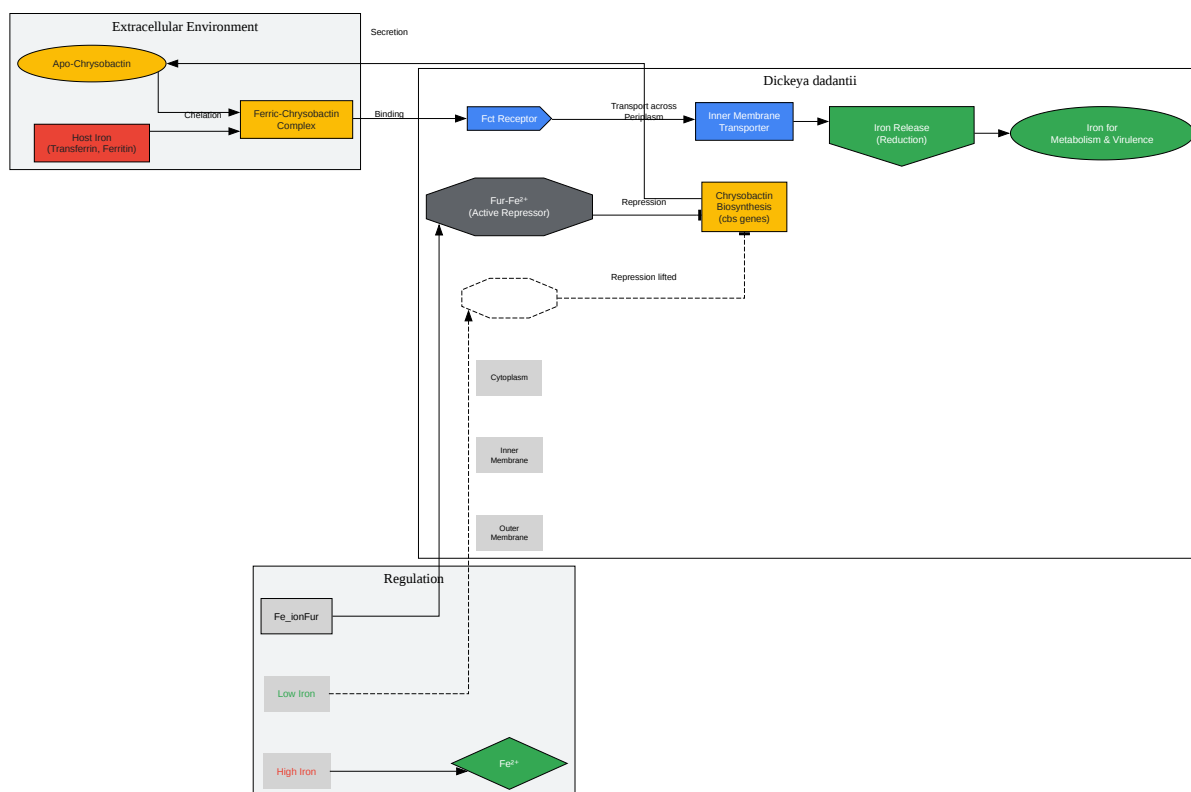 Extracellular Environment
Secretion
Apo-Chrysobactin
Dickeya dadantii
Chelation
Ferric-Chrysobactin
Complex
Binding
Fct Receptor
Transport across
Periplasm
Inner Membrane
Transporter
Iron Release
(Reduction)
Iron for
Metabolism & Virulence
Host Iron
(Transferrin, Ferritin)
Fur-Fe²⁺
(Active Repressor)
Repression
Chrysobactin
Biosynthesis
(cbs genes)
Repression lifted
Cytoplasm
Inner
Membrane
Outer
Membrane
Regulation
Fe_ionFur
Low Iron
High Iron
Fe²⁺